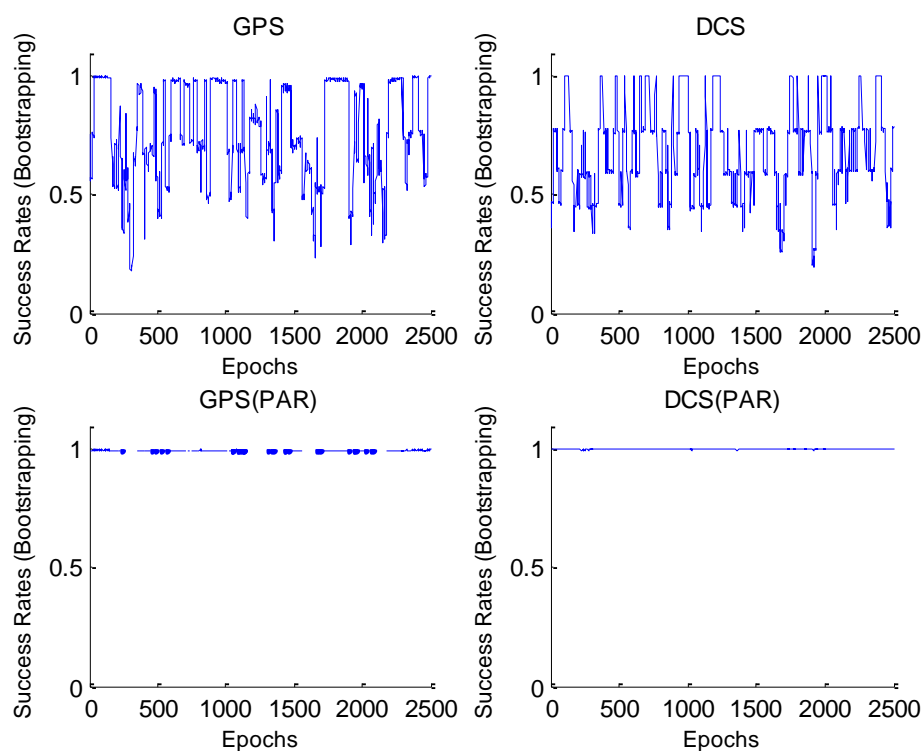 GPS
Success Rates (Bootstrapping)
1
0.5
0
0 500 1000 1500 2000 2500
Epochs
DCS
Success Rates (Bootstrapping)
1
0.5
0
0 500 1000 1500 2000 2500
Epochs
GPS(PAR)
Success Rates (Bootstrapping)
1
0.5
0
0 500 1000 1500 2000 2500
Epochs
DCS(PAR)
Success Rates (Bootstrapping)
1
0.5
0
0 500 1000 1500 2000 2500
Epochs